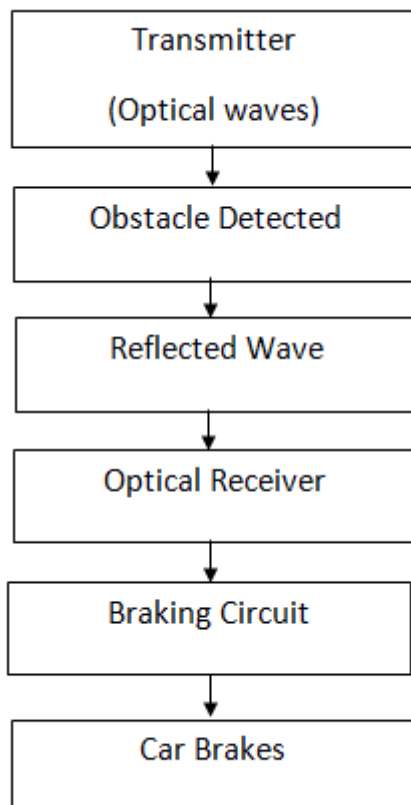 Transmitter
(Optical waves)
Obstacle Detected
Reflected Wave
Optical Receiver
Braking Circuit
Car Brakes